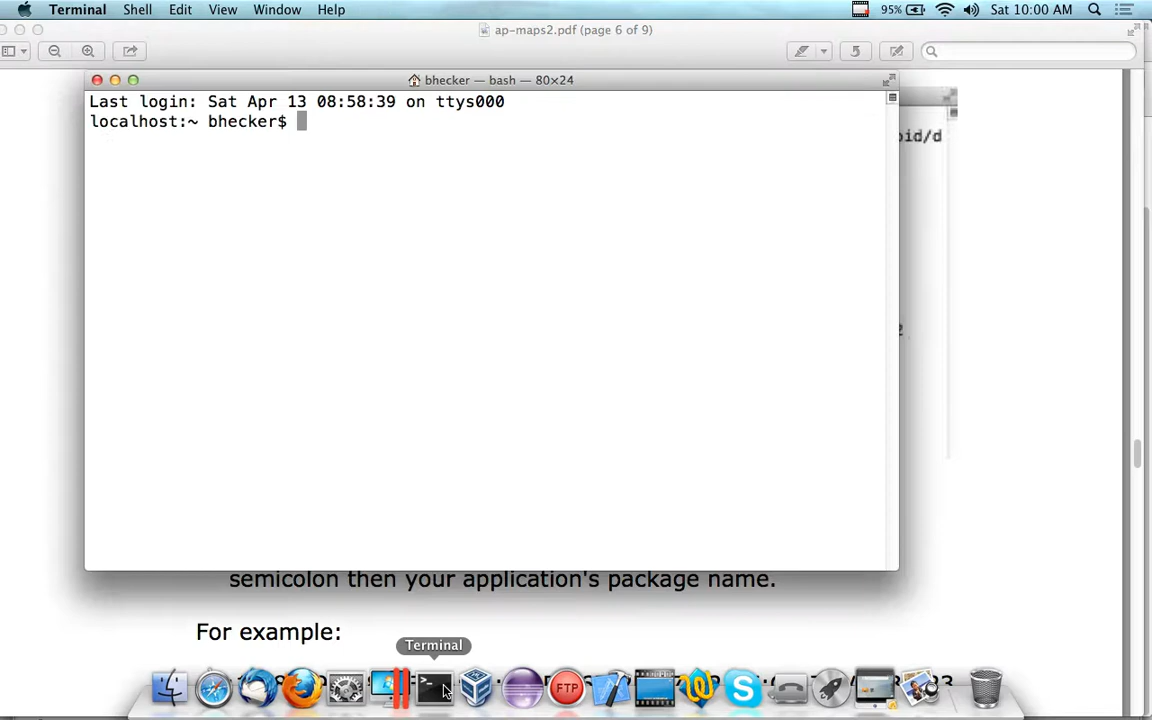 Terminal Shell Edit View Window Help 95% Sat 10:00 AM
ap-maps2.pdf (page 6 of 9)
5
bhecker — bash — 80×24
Last login: Sat Apr 13 08:58:39 on ttys000
localhost:~ bhecker$
oid/d
semicolon then your application's package name.
For example:
Terminal
FTP